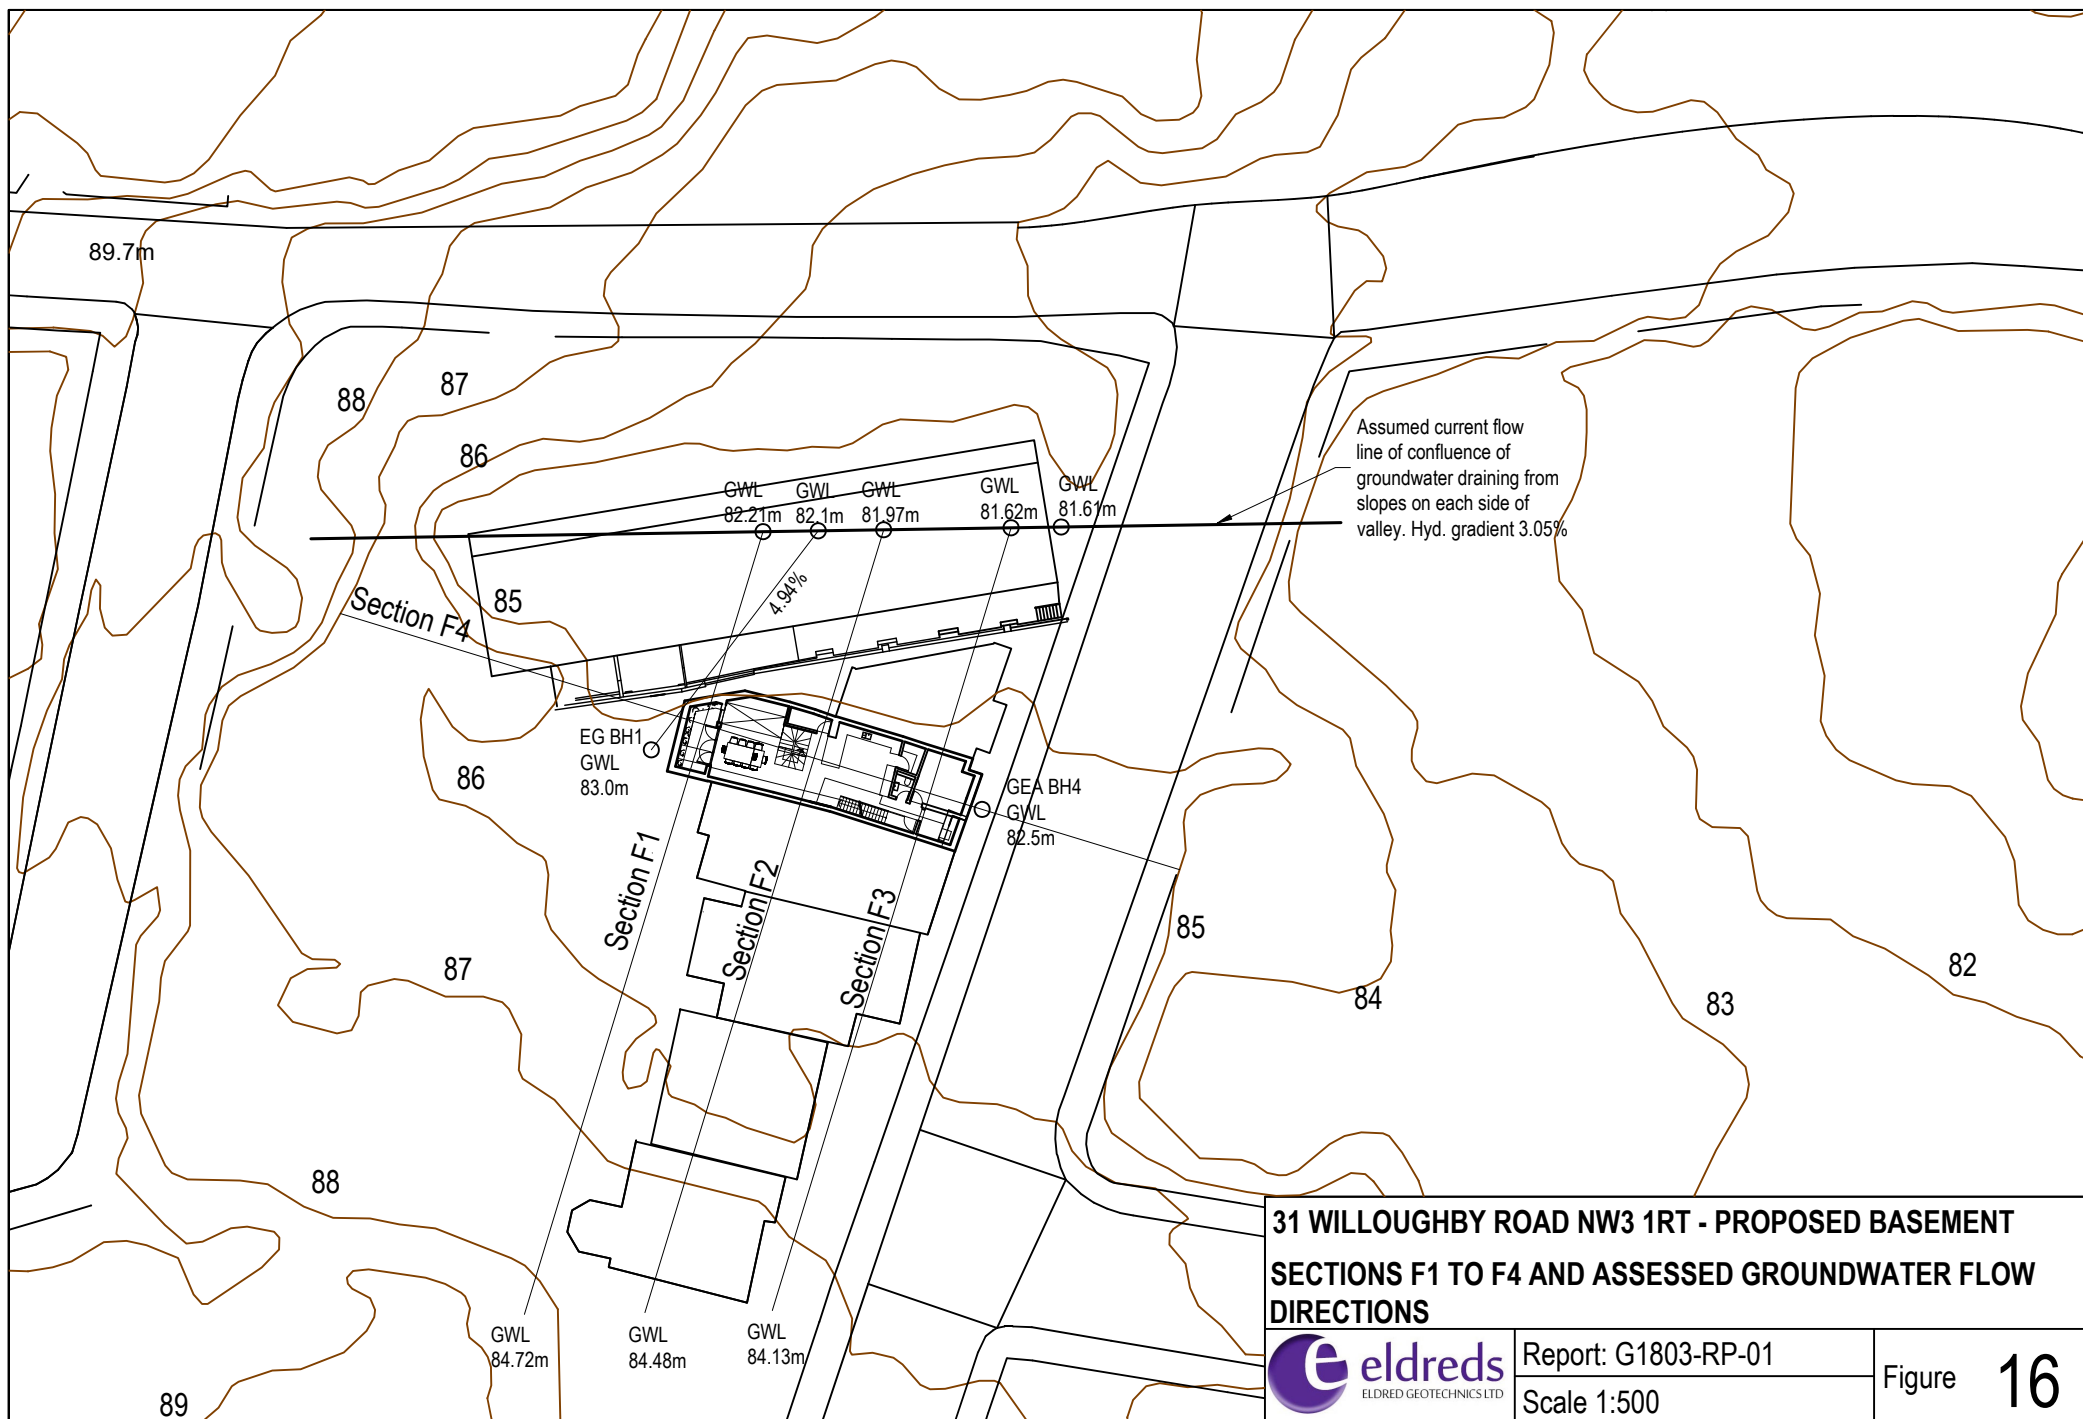 89.7m
88
87
86
85
GWL
82.21m
GWL
82.1m
GWL
81.97m
GWL
81.62m
GWL
81.61m
Assumed current flow
line of confluence of
groundwater draining from
slopes on each side of
valley. Hyd. gradient 3.05%
4.94%
Section F4
EG BH1
GWL
83.0m
GEA BH4
GWL
82.5m
86
Section F1
Section F2
Section F3
87
85
84
83
82
88
89
GWL
84.72m
GWL
84.48m
GWL
84.13m
31 WILLOUGHBY ROAD NW3 1RT - PROPOSED BASEMENT
SECTIONS F1 TO F4 AND ASSESSED GROUNDWATER FLOW
DIRECTIONS
e eldreds
ELDRED GEOTECHNICS LTD
Report: G1803-RP-01
Scale 1:500
Figure 16